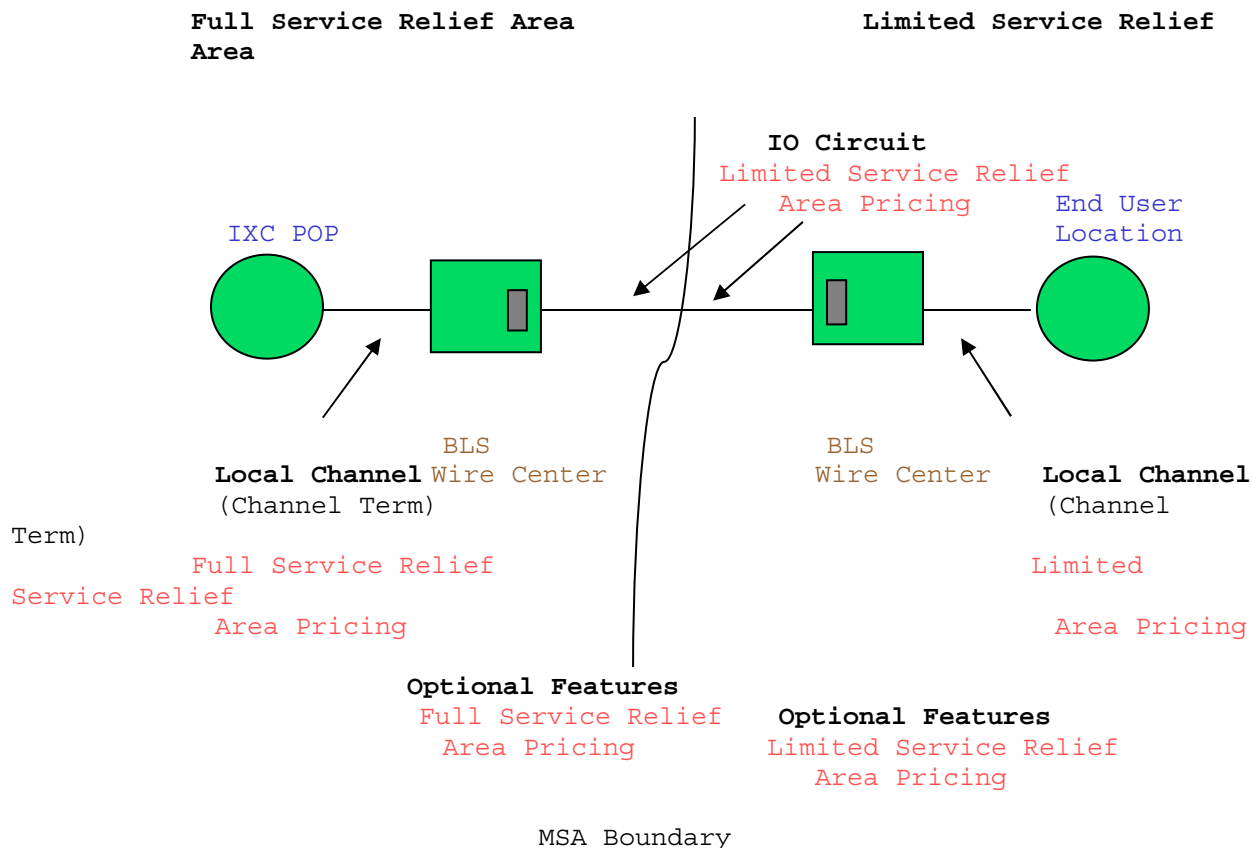 Full Service Relief Area Limited Service Relief
Area
IO Circuit
Limited Service Relief
Area Pricing
End User
IXC POP Location
BLS BLS
Local Channel Wire Center Wire Center Local Channel
(Channel Term) (Channel
Term)
Full Service Relief Limited
Service Relief
Area Pricing Area Pricing
Optional Features
Full Service Relief Optional Features
Area Pricing Limited Service Relief
Area Pricing
MSA Boundary